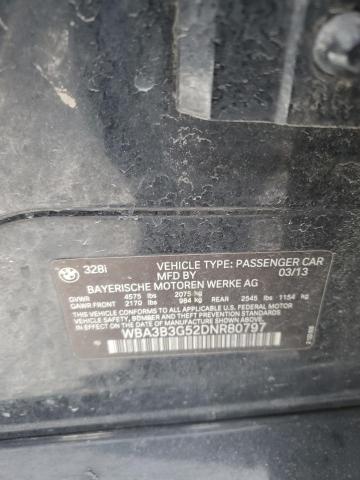 328i VEHICLE TYPE: PASSENGER CAR
MFD BY 03/13
BAYERISCHE MOTOREN WERKE AG
GVWR 4575 lbs 2075 kg
GAWR FRONT 2170 lbs 984 kg REAR 2545 lbs 1154 kg
THIS VEHICLE CONFORMS TO ALL APPLICABLE U.S. FEDERAL MOTOR
VEHICLE SAFETY, BUMPER AND THEFT PREVENTION STANDARDS IN
EFFECT ON THE DATE OF MANUFACTURE SHOWN ABOVE.
WBA3B3G52DNR80797